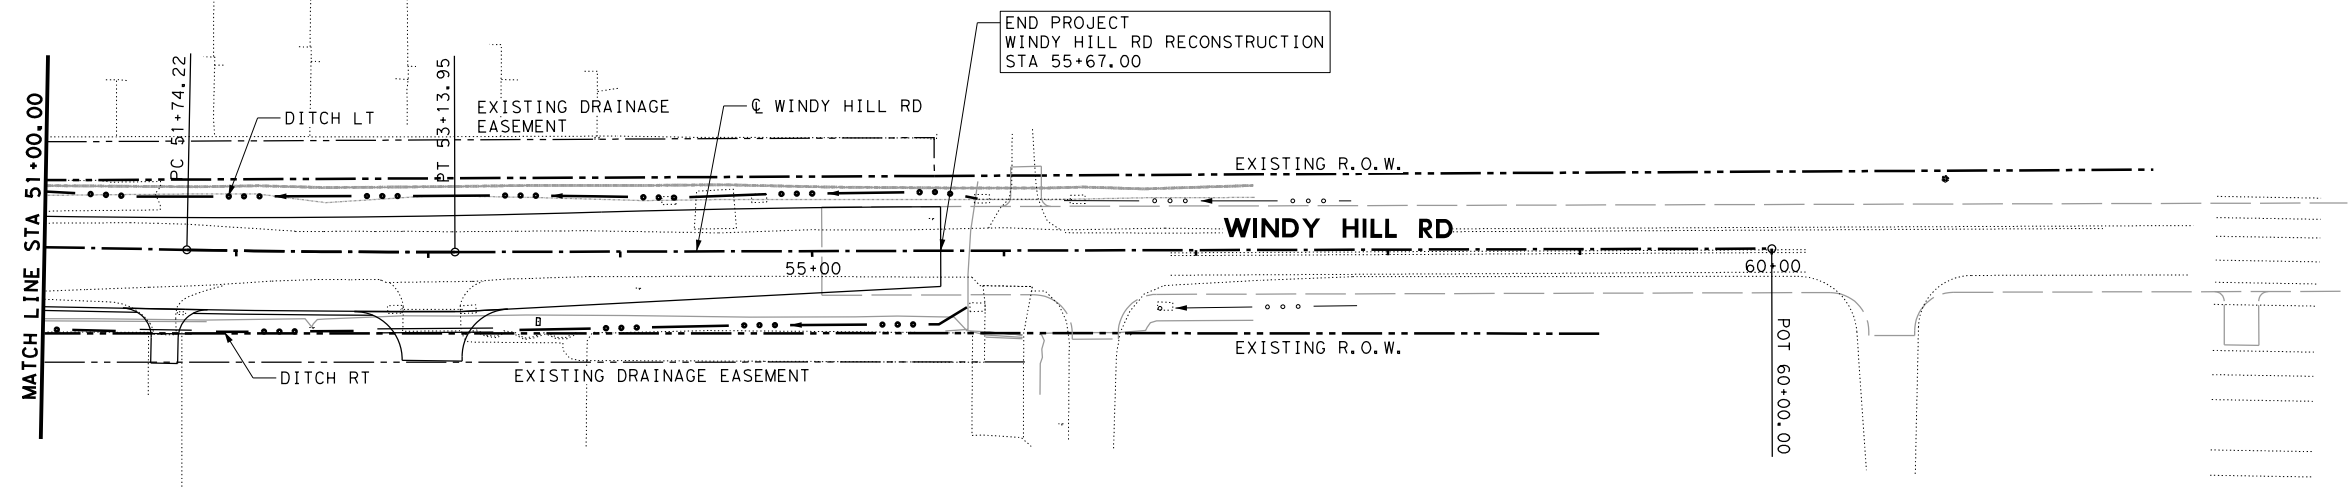 END PROJECT
WINDY HILL RD RECONSTRUCTION
STA 55+67.00
MATCH LINE STA 51+00.00
PC 51+74.22
DITCH LT
PT 53+13.95
EXISTING DRAINAGE
EASEMENT
℄ WINDY HILL RD
EXISTING R.O.W.
WINDY HILL RD
55+00
60+00
POT 60+00.00
EXISTING R.O.W.
DITCH RT
EXISTING DRAINAGE EASEMENT